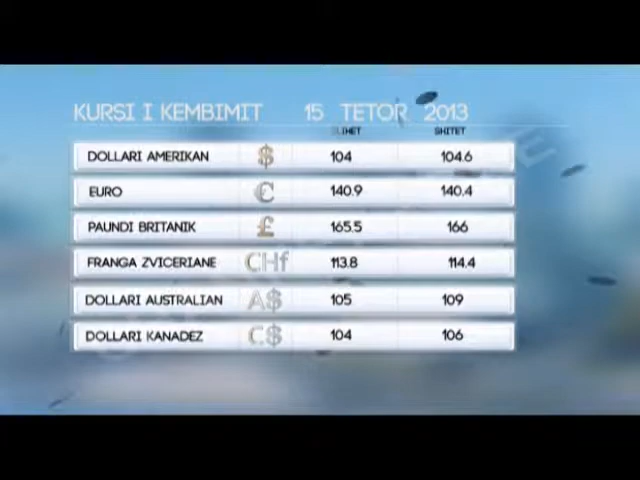 KURSI I KEMBIMIT 15 TETOR 2013
BLIHET SHITET
DOLLARI AMERIKAN $ 104 104.6
EURO € 140.9 140.4
PAUNDI BRITANIK £ 165.5 166
FRANGA ZVICERIANE CHf 113.8 114.4
DOLLARI AUSTRALIAN A$ 105 109
DOLLARI KANADEZ C$ 104 106